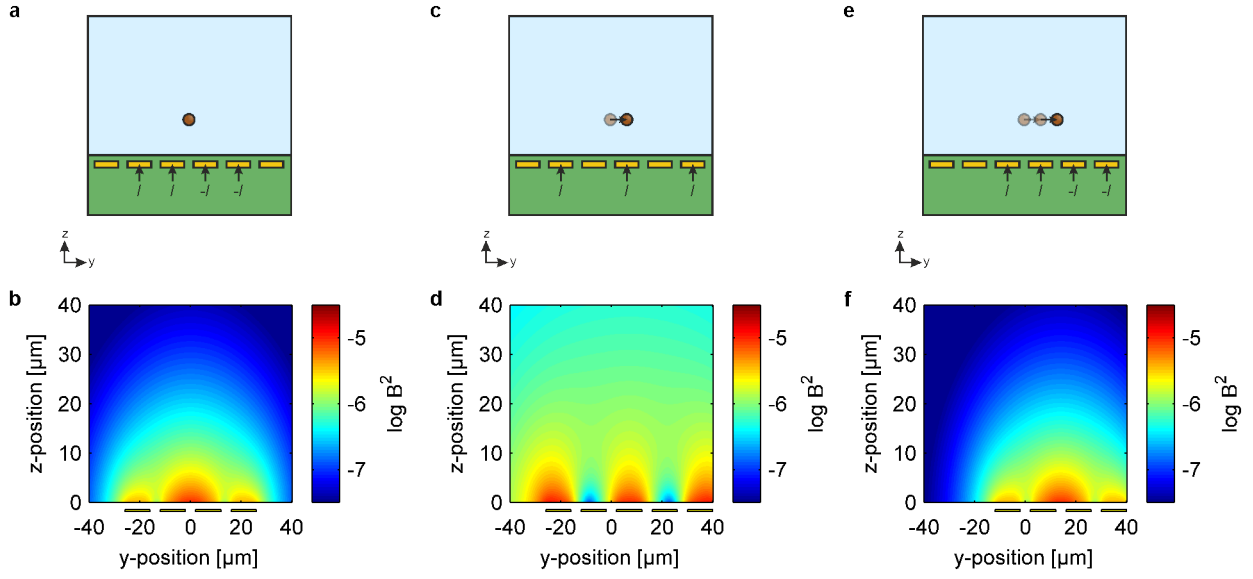 a
c
e
I I -I -I
I I I
I I -I -I
z
y
z
y
z
y
b
d
f
40
30
20
10
0
z-position [µm]
-40 -20 0 20 40
y-position [µm]
-5
-6
-7
log B²
40
30
20
10
0
z-position [µm]
-40 -20 0 20 40
y-position [µm]
-5
-6
-7
log B²
40
30
20
10
0
z-position [µm]
-40 -20 0 20 40
y-position [µm]
-5
-6
-7
log B²